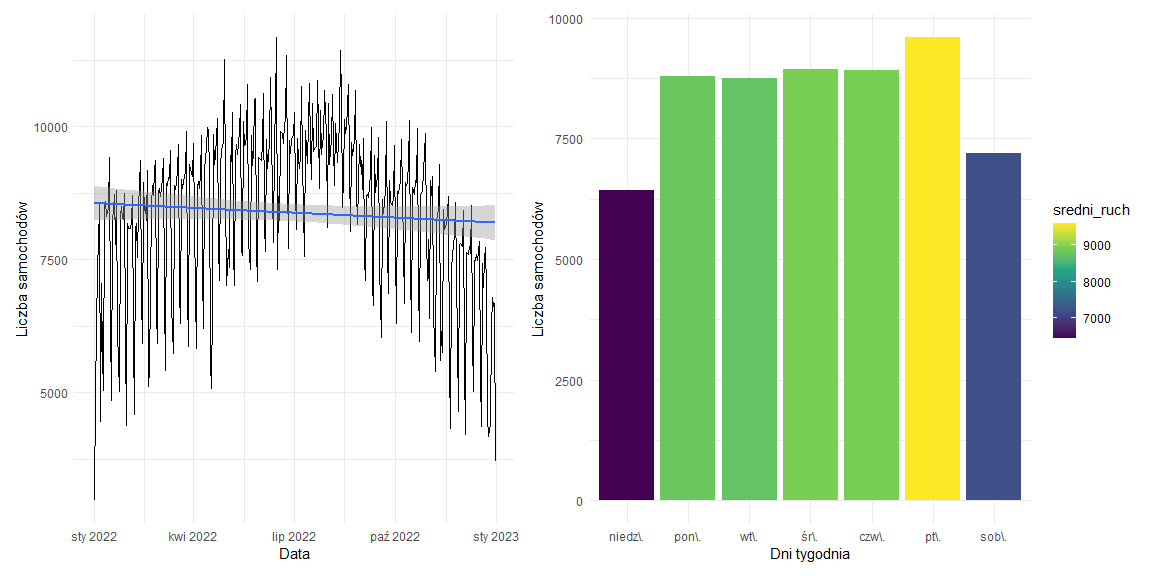 Liczba samochodów
10000
7500
5000
sty 2022
kwi 2022
lip 2022
paź 2022
sty 2023
Data
Liczba samochodów
10000
7500
5000
2500
0
niedz\.
pon\.
wt\.
śr\.
czw\.
pt\.
sob\.
Dni tygodnia
sredni_ruch
9000
8000
7000